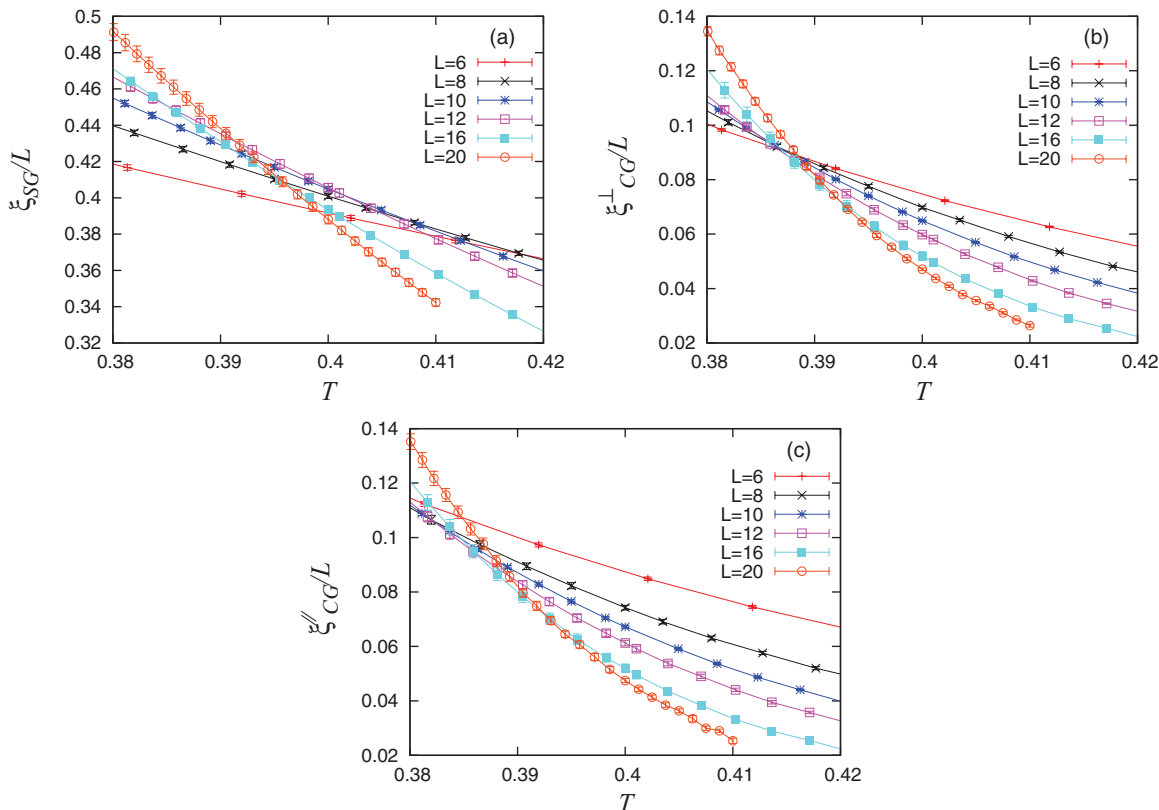 (a)
ξSG/L
0.5
0.48
0.46
0.44
0.42
0.4
0.38
0.36
0.34
0.32
L=6
L=8
L=10
L=12
L=16
L=20
0.38 0.39 0.4 0.41 0.42
T
(b)
ξ⊥CG/L
0.14
0.12
0.1
0.08
0.06
0.04
0.02
L=6
L=8
L=10
L=12
L=16
L=20
0.38 0.39 0.4 0.41 0.42
T
(c)
ξ//CG/L
0.14
0.12
0.1
0.08
0.06
0.04
0.02
L=6
L=8
L=10
L=12
L=16
L=20
0.38 0.39 0.4 0.41 0.42
T